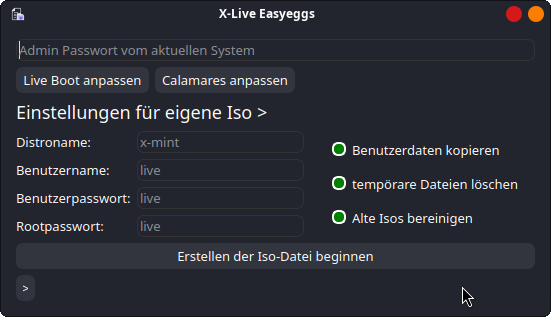 X-Live Easyeggs
Admin Passwort vom aktuellen System
Live Boot anpassen
Calamares anpassen
Einstellungen für eigene Iso >
Distroname:
x-mint
Benutzername:
live
Benutzerpasswort:
live
Rootpasswort:
live
Benutzerdaten kopieren
tempörare Dateien löschen
Alte Isos bereinigen
Erstellen der Iso-Datei beginnen
>